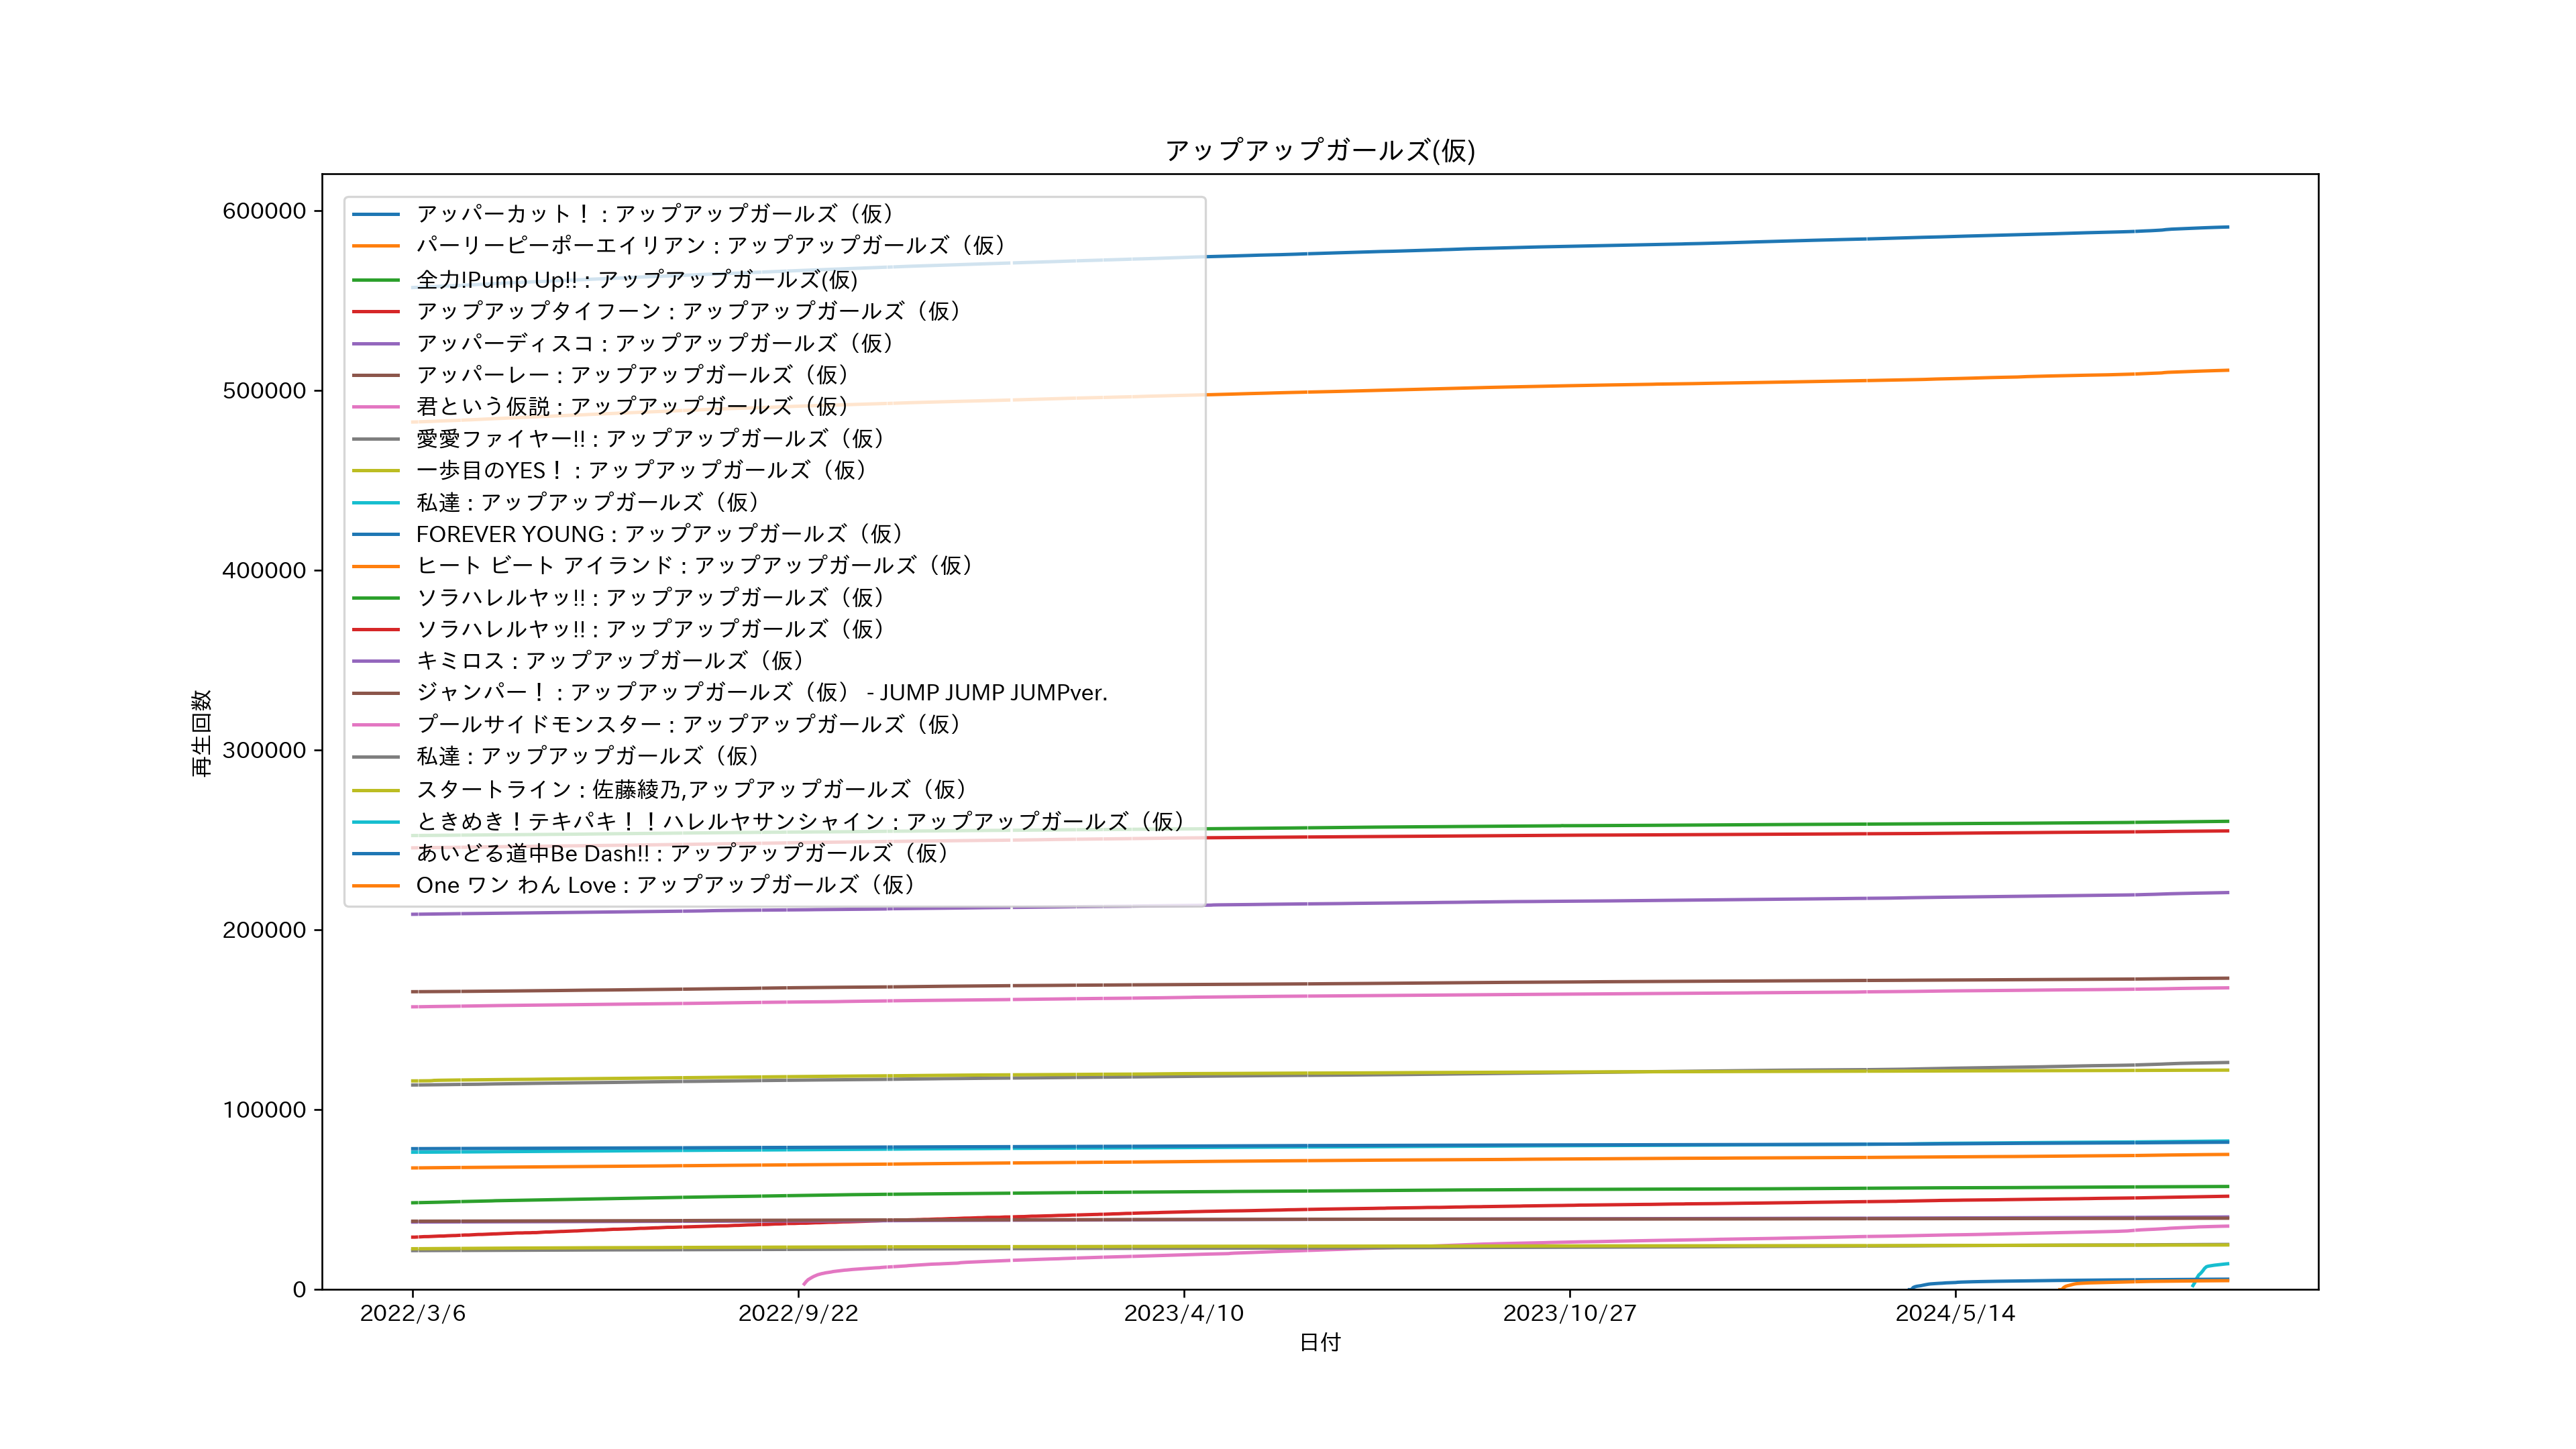 アップアップガールズ(仮)
600000
500000
400000
300000
200000
100000
0
再生回数
アッパーカット！ : アップアップガールズ（仮）
パーリーピーポーエイリアン : アップアップガールズ（仮）
全力!Pump Up!! : アップアップガールズ(仮)
アップアップタイフーン : アップアップガールズ（仮）
アッパーディスコ : アップアップガールズ（仮）
アッパーレー : アップアップガールズ（仮）
君という仮説 : アップアップガールズ（仮）
愛愛ファイヤー!! : アップアップガールズ（仮）
一歩目のYES！ : アップアップガールズ（仮）
私達 : アップアップガールズ（仮）
FOREVER YOUNG : アップアップガールズ（仮）
ヒート ビート アイランド : アップアップガールズ（仮）
ソラハレルヤッ!! : アップアップガールズ（仮）
ソラハレルヤッ!! : アップアップガールズ（仮）
キミロス : アップアップガールズ（仮）
ジャンパー！ : アップアップガールズ（仮） - JUMP JUMP JUMPver.
プールサイドモンスター : アップアップガールズ（仮）
私達 : アップアップガールズ（仮）
スタートライン : 佐藤綾乃,アップアップガールズ（仮）
ときめき！テキパキ！！ハレルヤサンシャイン : アップアップガールズ（仮）
あいどる道中Be Dash!! : アップアップガールズ（仮）
One ワン わん Love : アップアップガールズ（仮）
2022/3/6
2022/9/22
2023/4/10
2023/10/27
2024/5/14
日付